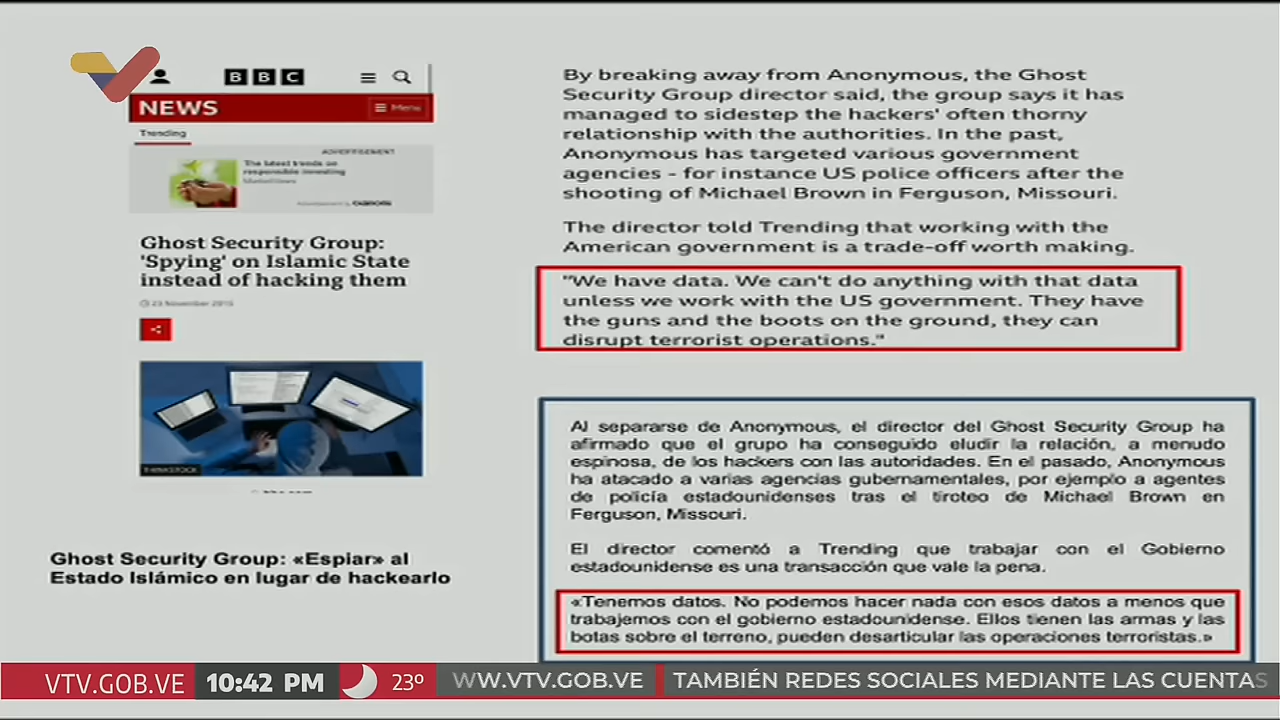 BBC
NEWS
Menu
Trending
ADVERTISEMENT
The latest trends on
responsible investing
Ghost Security Group:
'Spying' on Islamic State
instead of hacking them
23 November 2015
THINKSTOCK
Ghost Security Group: «Espiar» al
Estado Islámico en lugar de hackearlo
By breaking away from Anonymous, the Ghost
Security Group director said, the group says it has
managed to sidestep the hackers' often thorny
relationship with the authorities. In the past,
Anonymous has targeted various government
agencies - for instance US police officers after the
shooting of Michael Brown in Ferguson, Missouri.
The director told Trending that working with the
American government is a trade-off worth making.
"We have data. We can't do anything with that data
unless we work with the US government. They have
the guns and the boots on the ground, they can
disrupt terrorist operations."
Al separarse de Anonymous, el director del Ghost Security Group ha
afirmado que el grupo ha conseguido eludir la relación, a menudo
espinosa, de los hackers con las autoridades. En el pasado, Anonymous
ha atacado a varias agencias gubernamentales, por ejemplo a agentes
de policía estadounidenses tras el tiroteo de Michael Brown en
Ferguson, Missouri.
El director comentó a Trending que trabajar con el Gobierno
estadounidense es una transacción que vale la pena.
«Tenemos datos. No podemos hacer nada con esos datos a menos que
trabajemos con el gobierno estadounidense. Ellos tienen las armas y las
botas sobre el terreno, pueden desarticular las operaciones terroristas.»
VTV.GOB.VE 10:42 PM 23º WW.VTV.GOB.VE TAMBIÉN REDES SOCIALES MEDIANTE LAS CUENTAS